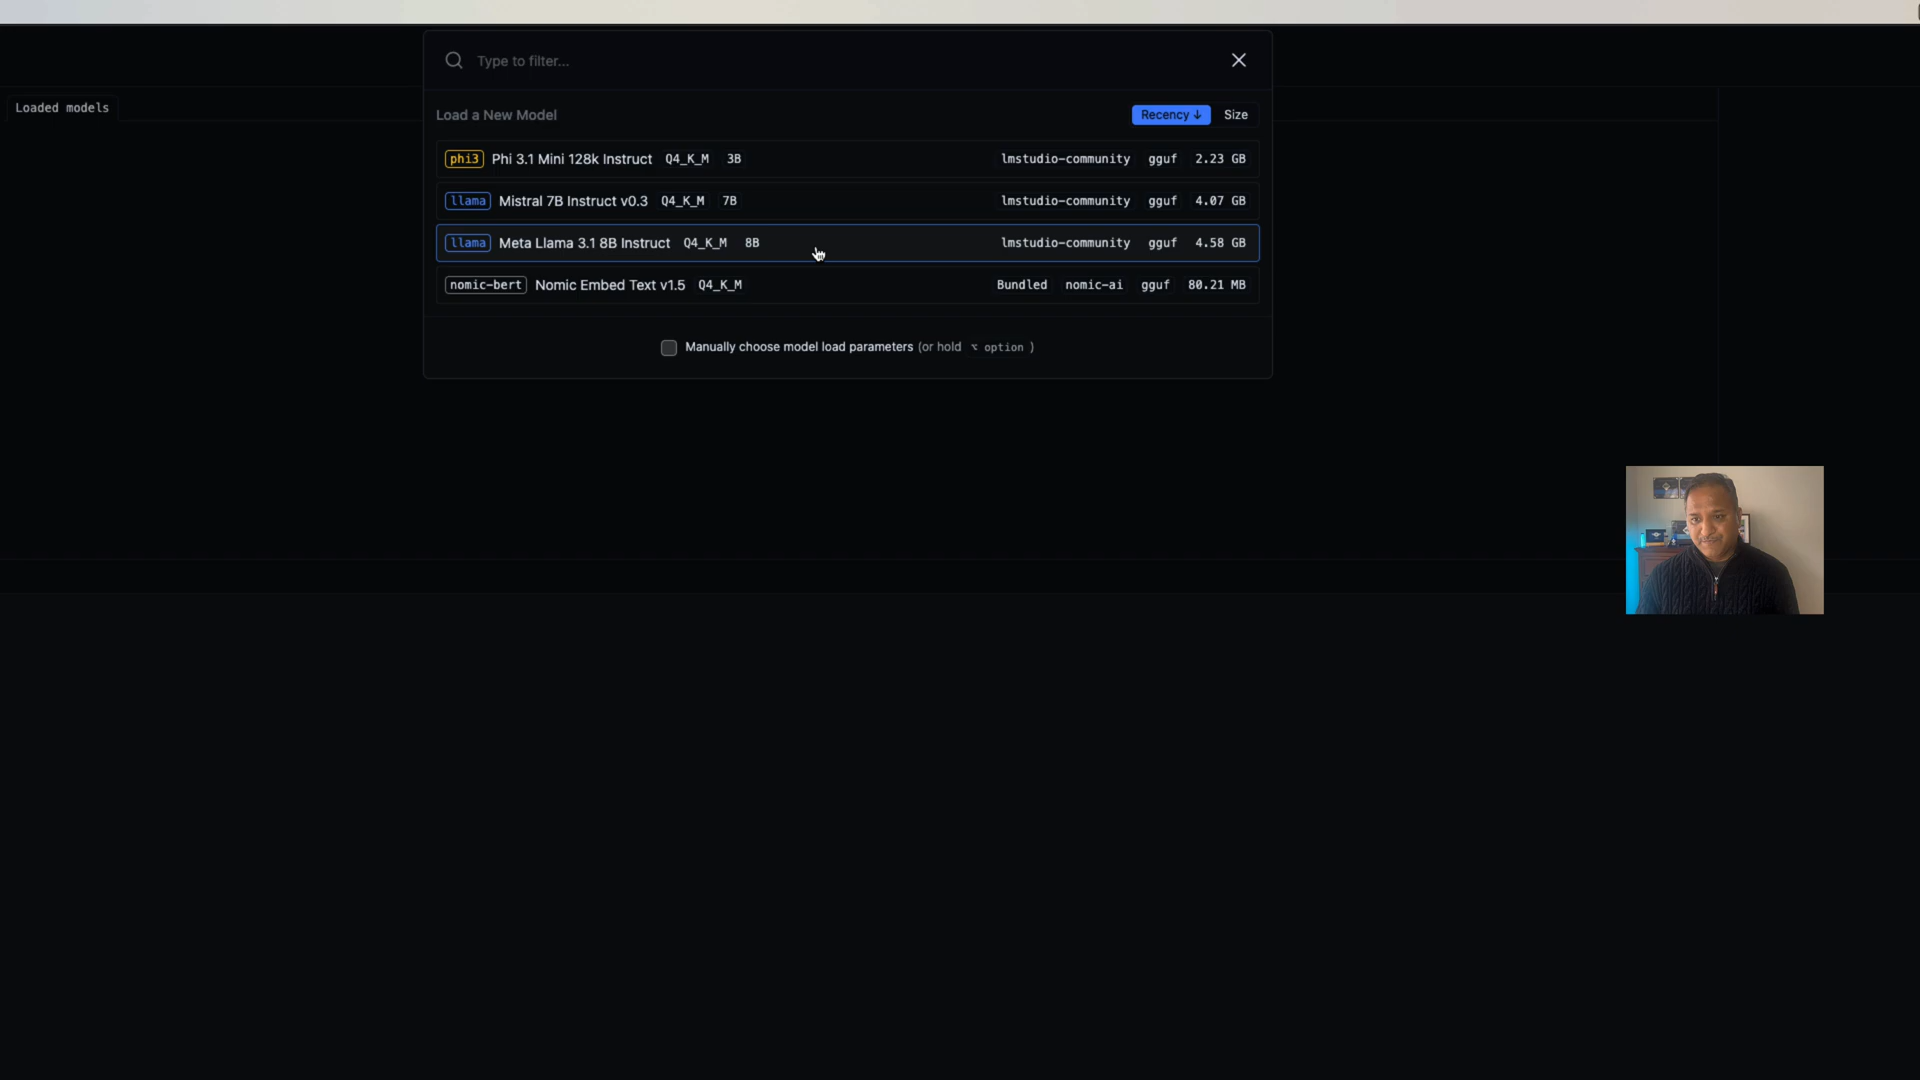 Type to filter...
Loaded models
Load a New Model
Recency ↓ Size
phi3 Phi 3.1 Mini 128k Instruct Q4_K_M 3B lmstudio-community gguf 2.23 GB
llama Mistral 7B Instruct v0.3 Q4_K_M 7B lmstudio-community gguf 4.07 GB
llama Meta Llama 3.1 8B Instruct Q4_K_M 8B lmstudio-community gguf 4.58 GB
nomic-bert Nomic Embed Text v1.5 Q4_K_M Bundled nomic-ai gguf 80.21 MB
Manually choose model load parameters (or hold ⌥ option )